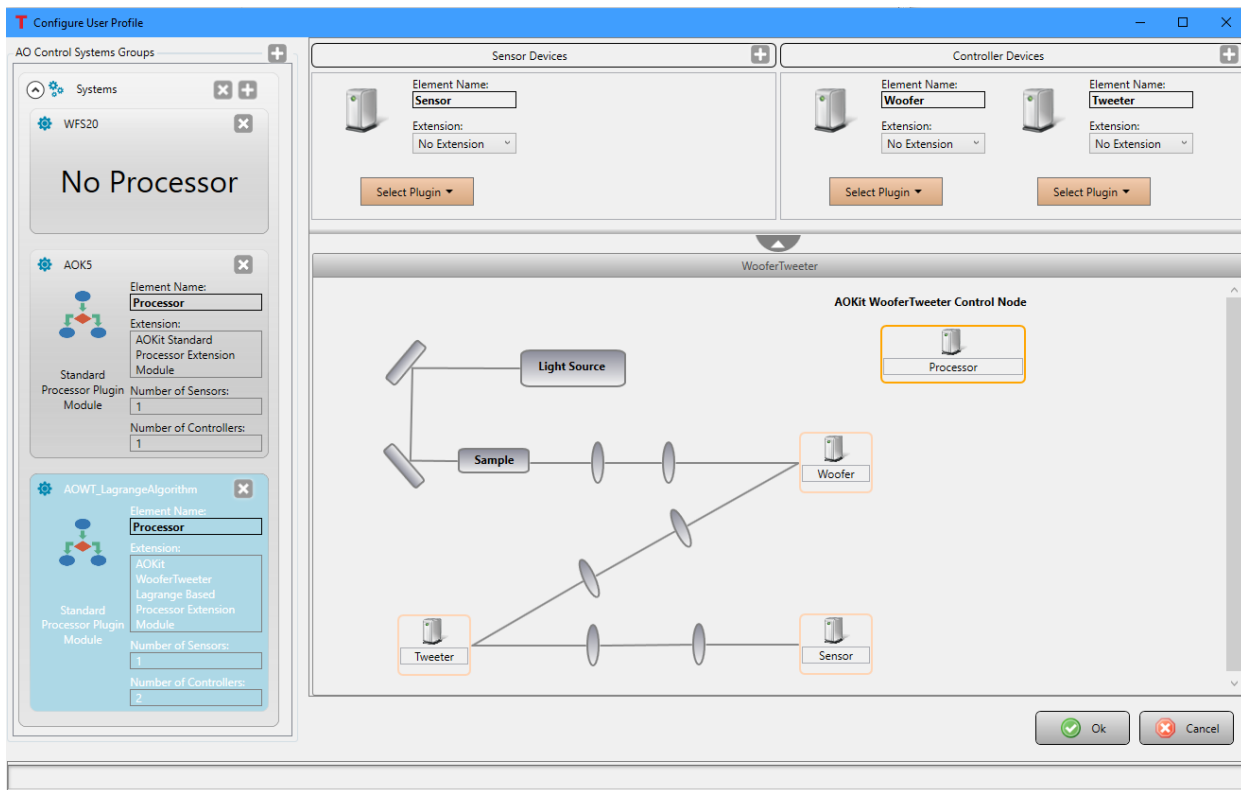 T Configure User Profile
AO Control Systems Groups
Systems
WFS20
No Processor
AOK5
Element Name:
Processor
Extension:
AOKit Standard
Processor Extension
Module
Standard
Processor Plugin
Module
Number of Sensors:
1
Number of Controllers:
1
AOWT_LagrangeAlgorithm
Element Name:
Processor
Extension:
AOKit
WooferTweeter
Lagrange Based
Processor Extension
Module
Standard
Processor Plugin
Module
Number of Sensors:
1
Number of Controllers:
2
Sensor Devices
Element Name:
Sensor
Extension:
No Extension
Select Plugin
Controller Devices
Element Name:
Woofer
Extension:
No Extension
Select Plugin
Element Name:
Tweeter
Extension:
No Extension
Select Plugin
WooferTweeter
AOKit WooferTweeter Control Node
Processor
Light Source
Sample
Woofer
Tweeter
Sensor
Ok
Cancel